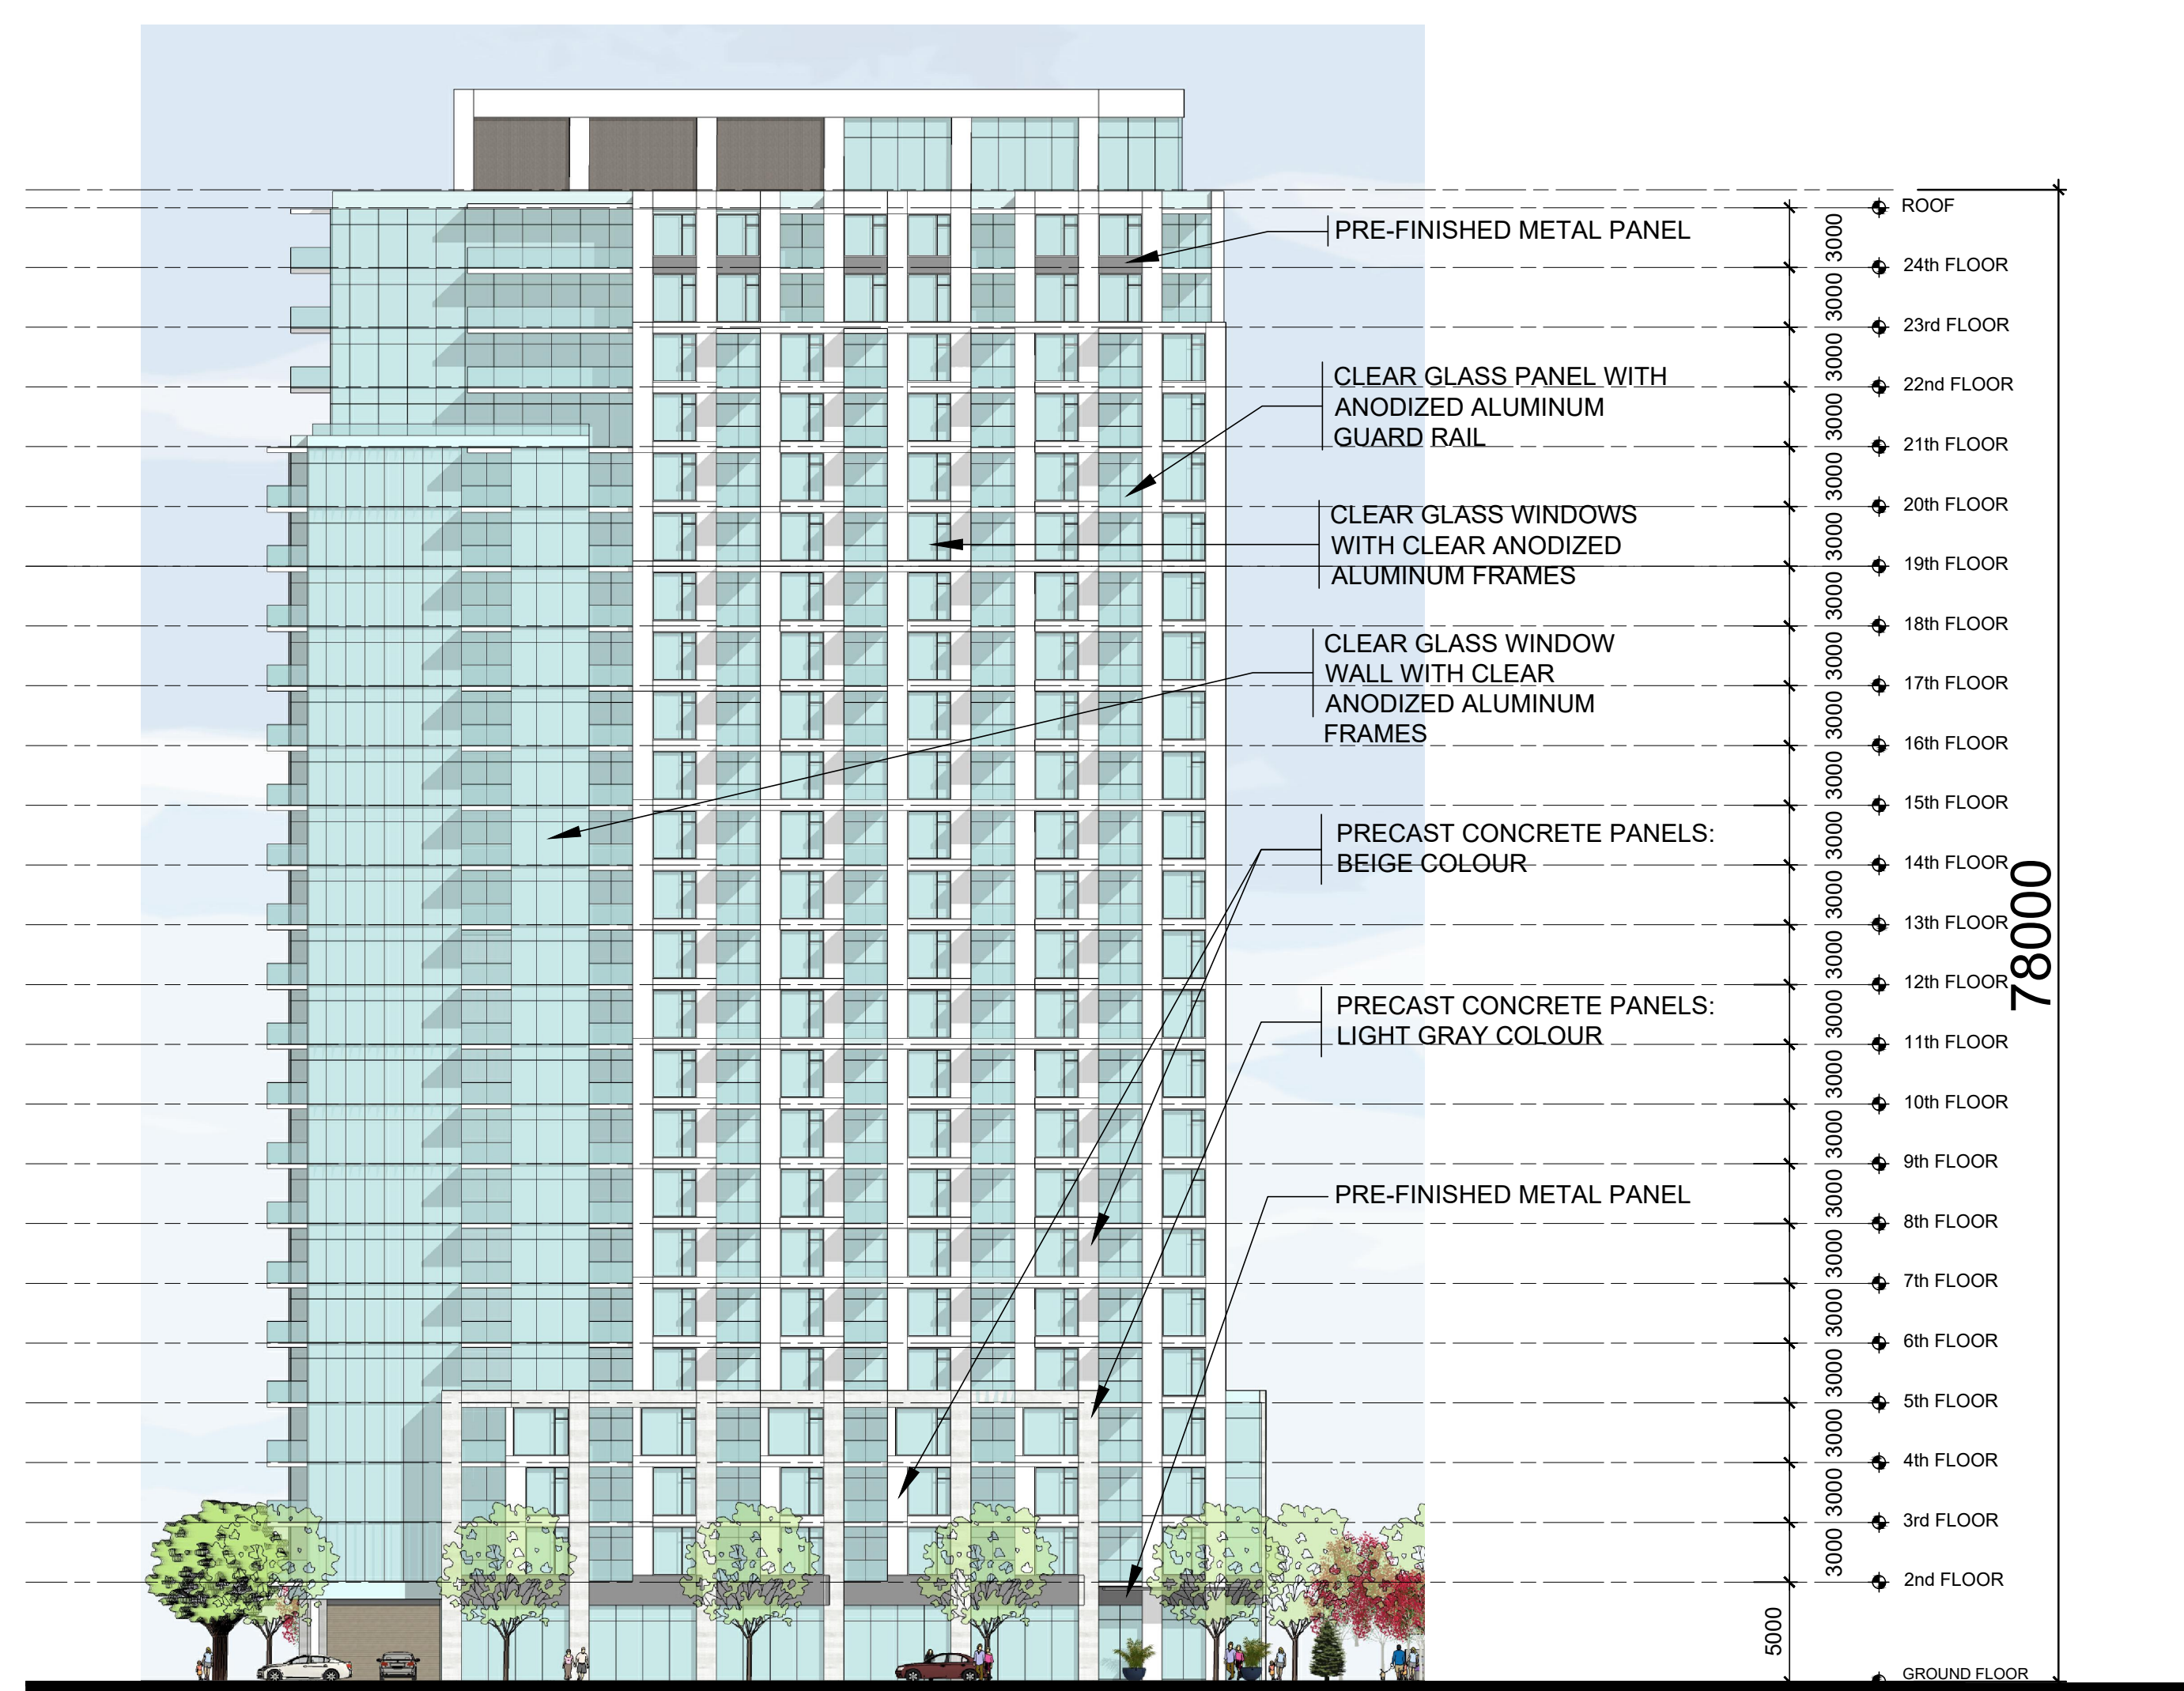 ROOF
PRE-FINISHED METAL PANEL
3000
24th FLOOR
3000
23rd FLOOR
3000
CLEAR GLASS PANEL WITH
ANODIZED ALUMINUM
GUARD RAIL
22nd FLOOR
3000
21th FLOOR
3000
20th FLOOR
CLEAR GLASS WINDOWS
WITH CLEAR ANODIZED
ALUMINUM FRAMES
3000
19th FLOOR
3000
18th FLOOR
CLEAR GLASS WINDOW
WALL WITH CLEAR
ANODIZED ALUMINUM
FRAMES
3000
17th FLOOR
3000
16th FLOOR
3000
15th FLOOR
PRECAST CONCRETE PANELS:
BEIGE COLOUR
3000
14th FLOOR
3000
13th FLOOR
78000
3000
12th FLOOR
PRECAST CONCRETE PANELS:
LIGHT GRAY COLOUR
3000
11th FLOOR
3000
10th FLOOR
3000
9th FLOOR
PRE-FINISHED METAL PANEL
3000
8th FLOOR
3000
7th FLOOR
3000
6th FLOOR
3000
5th FLOOR
3000
4th FLOOR
3000
3rd FLOOR
3000
2nd FLOOR
5000
GROUND FLOOR